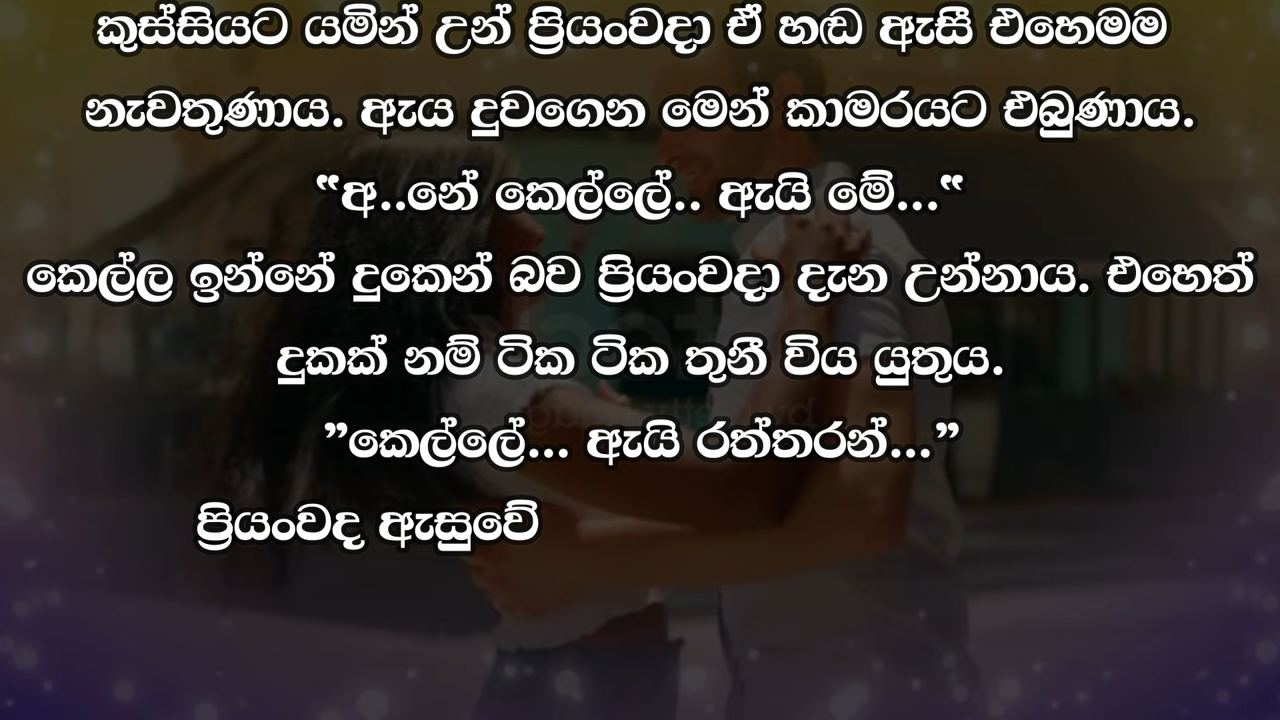 කුස්සියට යමින් උන් ප්‍රියංවදා ඒ හඬ ඇසී එහෙමම
නැවතුණාය. ඇය දුවගෙන මෙන් කාමරයට එබුණාය.
“අ..නේ කෙල්ලේ.. ඇයි මේ...“
කෙල්ල ඉන්නේ දුකෙන් බව ප්‍රියංවදා දැන උන්නාය. එහෙත්
දුකක් නම් ටික ටික තුනී විය යුතුය.
”කෙල්ලේ... ඇයි රත්තරන්...”
ප්‍රියංවද ඇසුවේ